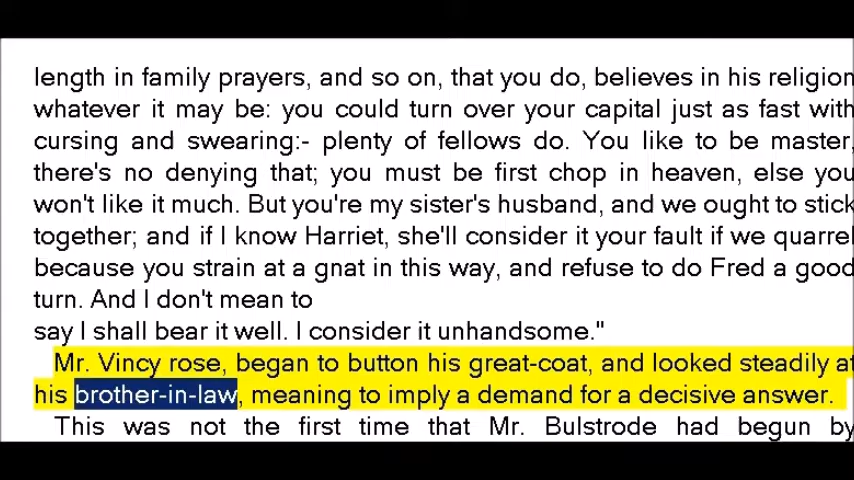 length in family prayers, and so on, that you do, believes in his religion
whatever it may be: you could turn over your capital just as fast with
cursing and swearing:- plenty of fellows do. You like to be master,
there's no denying that; you must be first chop in heaven, else you
won't like it much. But you're my sister's husband, and we ought to stick
together; and if I know Harriet, she'll consider it your fault if we quarrel
because you strain at a gnat in this way, and refuse to do Fred a good
turn. And I don't mean to
say I shall bear it well. I consider it unhandsome."
Mr. Vincy rose, began to button his great-coat, and looked steadily at
his brother-in-law, meaning to imply a demand for a decisive answer.
This was not the first time that Mr. Bulstrode had begun by